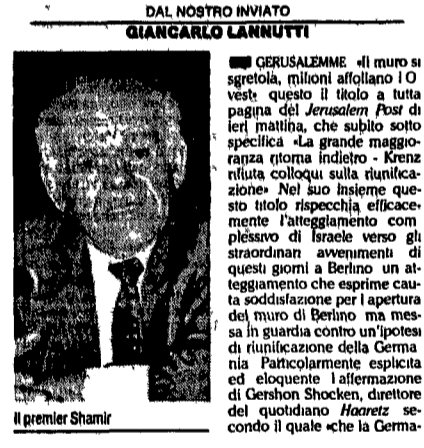 DAL NOSTRO INVIATO
GIANCARLO LANNUTTI
GERUSALEMME «Il muro si
sgretola, milioni affollano l O
vest» questo il titolo a tutta
pagina del Jerusalem Post di
ieri mattina, che subito sotto
specifica «La grande maggio-
ranza ritorna indietro - Krenz
rifiuta colloqui sulla riunifica-
zione» Nel suo insieme que-
sto titolo rispecchia efficace-
mente l'atteggiamento com
plessivo di Israele verso gli
straordinari avvenimenti di
questi giorni a Berlino un at-
teggiamento che esprime cau-
ta soddisfazione per l apertura
del muro di Berlino ma mes-
sa in guardia contro un'ipotesi
di riunificazione della Germa
nia Particolarmente esplicita
ed eloquente l affermazione
di Gershon Shocken, direttore
del quotidiano Haaretz se-
condo il quale «che la Germa-
Il premier Shamir